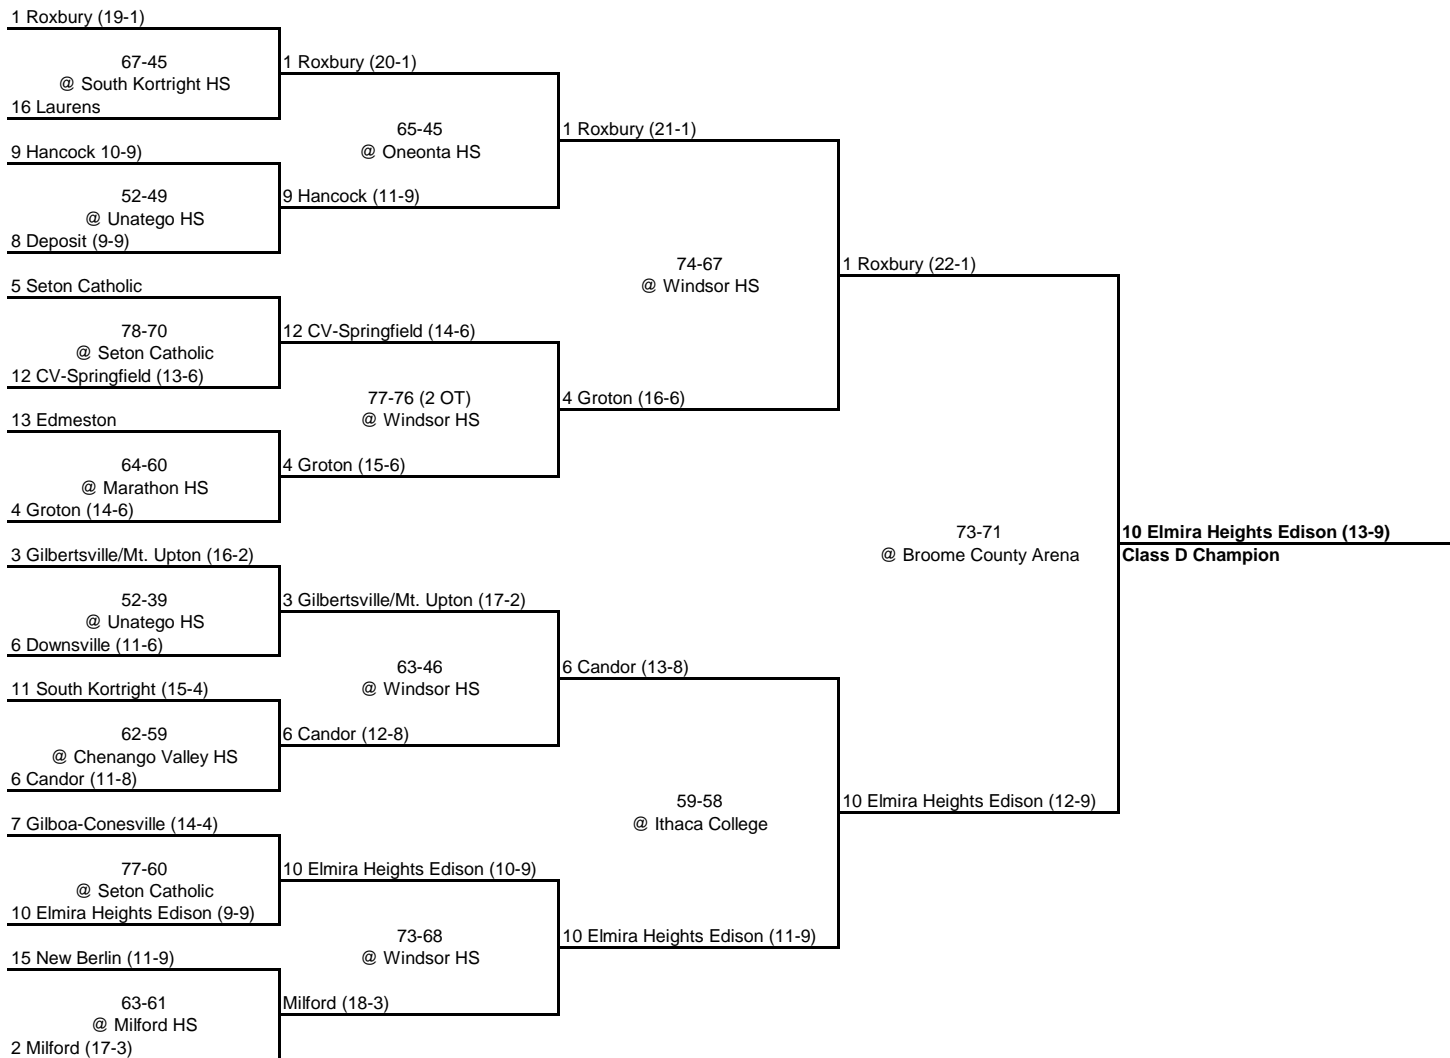 1 Roxbury (19-1)
67-45
@ South Kortright HS
16 Laurens
9 Hancock 10-9)
52-49
@ Unatego HS
8 Deposit (9-9)
5 Seton Catholic
78-70
@ Seton Catholic
12 CV-Springfield (13-6)
13 Edmeston
64-60
@ Marathon HS
4 Groton (14-6)
3 Gilbertsville/Mt. Upton (16-2)
52-39
@ Unatego HS
6 Downsville (11-6)
11 South Kortright (15-4)
62-59
@ Chenango Valley HS
6 Candor (11-8)
7 Gilboa-Conesville (14-4)
77-60
@ Seton Catholic
10 Elmira Heights Edison (9-9)
15 New Berlin (11-9)
63-61
@ Milford HS
2 Milford (17-3)
1 Roxbury (20-1)
65-45
@ Oneonta HS
9 Hancock (11-9)
12 CV-Springfield (14-6)
77-76 (2 OT)
@ Windsor HS
4 Groton (15-6)
3 Gilbertsville/Mt. Upton (17-2)
63-46
@ Windsor HS
6 Candor (12-8)
10 Elmira Heights Edison (10-9)
73-68
@ Windsor HS
Milford (18-3)
1 Roxbury (21-1)
74-67
@ Windsor HS
4 Groton (16-6)
6 Candor (13-8)
59-58
@ Ithaca College
10 Elmira Heights Edison (11-9)
1 Roxbury (22-1)
73-71
@ Broome County Arena
10 Elmira Heights Edison (12-9)
10 Elmira Heights Edison (13-9)
Class D Champion